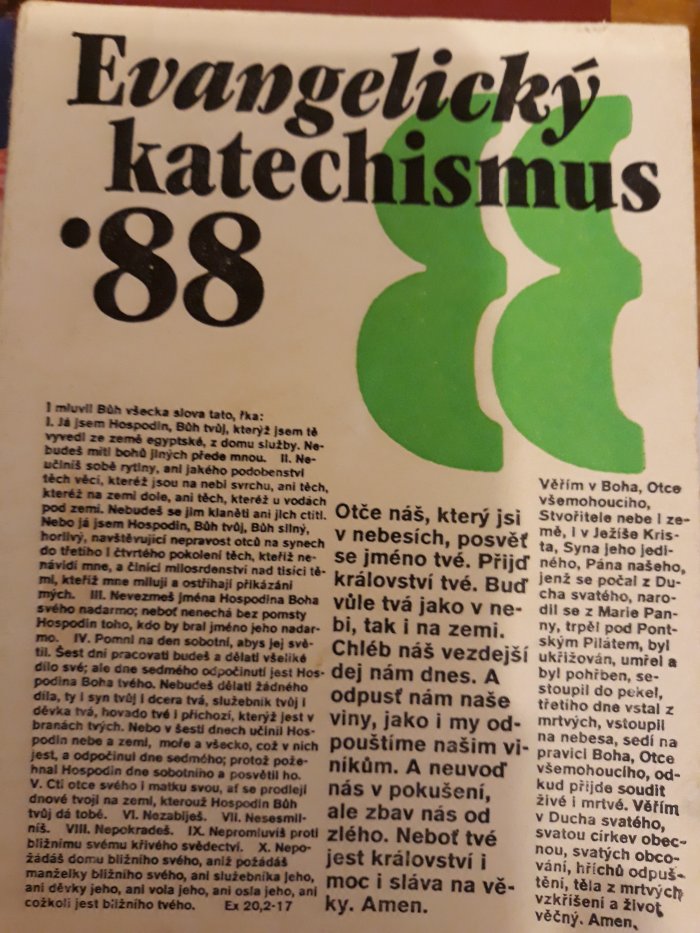 Evangelický
katechismus
'88
I mluvil Bůh všecka slova tato, řka:
I. Já jsem Hospodin, Bůh tvůj, kterýž jsem tě
vyvedl ze země egyptské, z domu služby. Ne-
budeš míti bohů jiných přede mnou. II. Ne-
učiníš sobě rytiny, ani jakého podobenství
těch věcí, kteréž jsou na nebi svrchu, ani těch,
kteréž na zemi dole, ani těch, kteréž u vodách
pod zemí. Nebudeš se jim klaněti ani jich ctíti.
Nebo já jsem Hospodin, Bůh tvůj, Bůh silný,
horlivý, navštěvující nepravost otců na synech
do třetího i čtvrtého pokolení těch, kteříž ne-
návidí mne, a činící milosrdenství nad tisíci tě-
mi, kteříž mne milují a ostříhají přikázání
mých. III. Nevezmeš jména Hospodina Boha
svého nadarmo; neboť nenechá bez pomsty
Hospodin toho, kdo by bral jméno jeho nadar-
mo. IV. Pomni na den sobotní, abys jej svě-
til. Šest dní pracovati budeš a dělati všeliké
dílo své; ale dne sedmého odpočinutí jest Hos-
podina Boha tvého. Nebudeš dělati žádného
díla, ty i syn tvůj i dcera tvá, služebník tvůj i
děvka tvá, hovado tvé i příchozí, kterýž jest v
branách tvých. Nebo v šesti dnech učinil Hos-
podin nebe a zemi, moře a všecko, což v nich
jest, a odpočinul dne sedmého; protož pože-
hnal Hospodin dne sobotního a posvětil ho.
V. Cti otce svého i matku svou, ať se prodlejí
dnové tvoji na zemi, kterouž Hospodin Bůh
tvůj dá tobě. VI. Nezabiješ. VII. Nesesmil-
níš. VIII. Nepokradeš. IX. Nepromluvíš proti
bližnímu svému křivého svědectví. X. Nepo-
žádáš domu bližního svého, aniž požádáš
manželky bližního svého, ani služebníka jeho,
ani děvky jeho, ani vola jeho, ani osla jeho, ani
cožkoli jest bližního tvého. Ex 20,2-17
Otče náš, který jsi
v nebesích, posvěť
se jméno tvé. Přijď
království tvé. Buď
vůle tvá jako v ne-
bi, tak i na zemi.
Chléb náš vezdejší
dej nám dnes. A
odpusť nám naše
viny, jako i my od-
pouštíme našim vi-
níkům. A neuvoď
nás v pokušení,
ale zbav nás od
zlého. Neboť tvé
jest království i
moc i sláva na vě-
ky. Amen.
Věřím v Boha, Otce
všemohoucího,
Stvořitele nebe i ze-
mě, i v Ježíše Kris-
ta, Syna jeho jedi-
ného, Pána našeho,
jenž se počal z Du-
cha svatého, naro-
dil se z Marie Pan-
ny, trpěl pod Pont-
ským Pilátem, byl
ukřižován, umřel a
byl pohřben, se-
stoupil do pekel,
třetího dne vstal z
mrtvých, vstoupil
na nebesa, sedí na
pravici Boha, Otce
všemohoucího, od-
kud přijde soudit
živé i mrtvé. Věřím
v Ducha svatého,
svatou církev obec-
nou, svatých obco-
vání, hříchů odpuš-
tění, těla z mrtvých
vzkříšení a život
věčný. Amen.